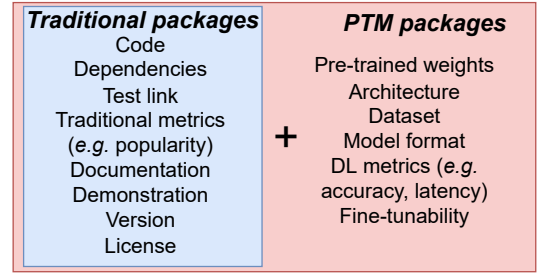 Traditional packages
Code
Dependencies
Test link
Traditional metrics
(e.g. popularity)
Documentation
Demonstration
Version
License
+
PTM packages
Pre-trained weights
Architecture
Dataset
Model format
DL metrics (e.g.
accuracy, latency)
Fine-tunability